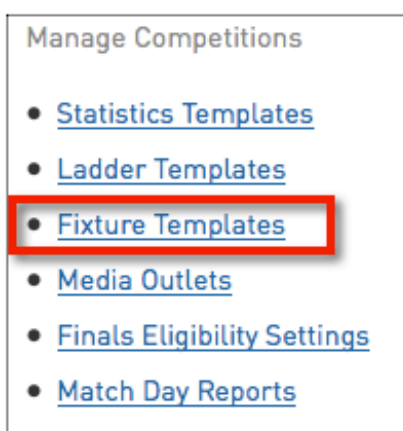 Manage Competitions
Statistics Templates
Ladder Templates
Fixture Templates
Media Outlets
Finals Eligibility Settings
Match Day Reports